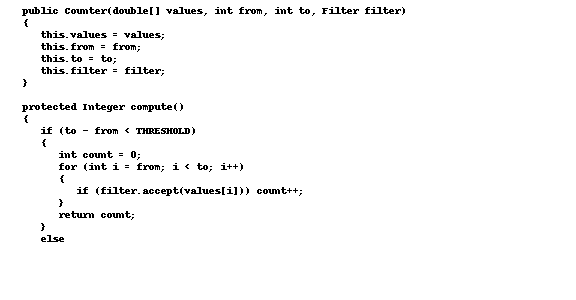 public Counter(double[] values, int from, int to, Filter filter)
{
this.values = values;
this.from = from;
this.to = to;
this.filter = filter;
}
protected Integer compute()
{
if (to - from < THRESHOLD)
{
int count = 0;
for (int i = from; i < to; i++)
{
if (filter.accept(values[i])) count++;
}
return count;
}
else